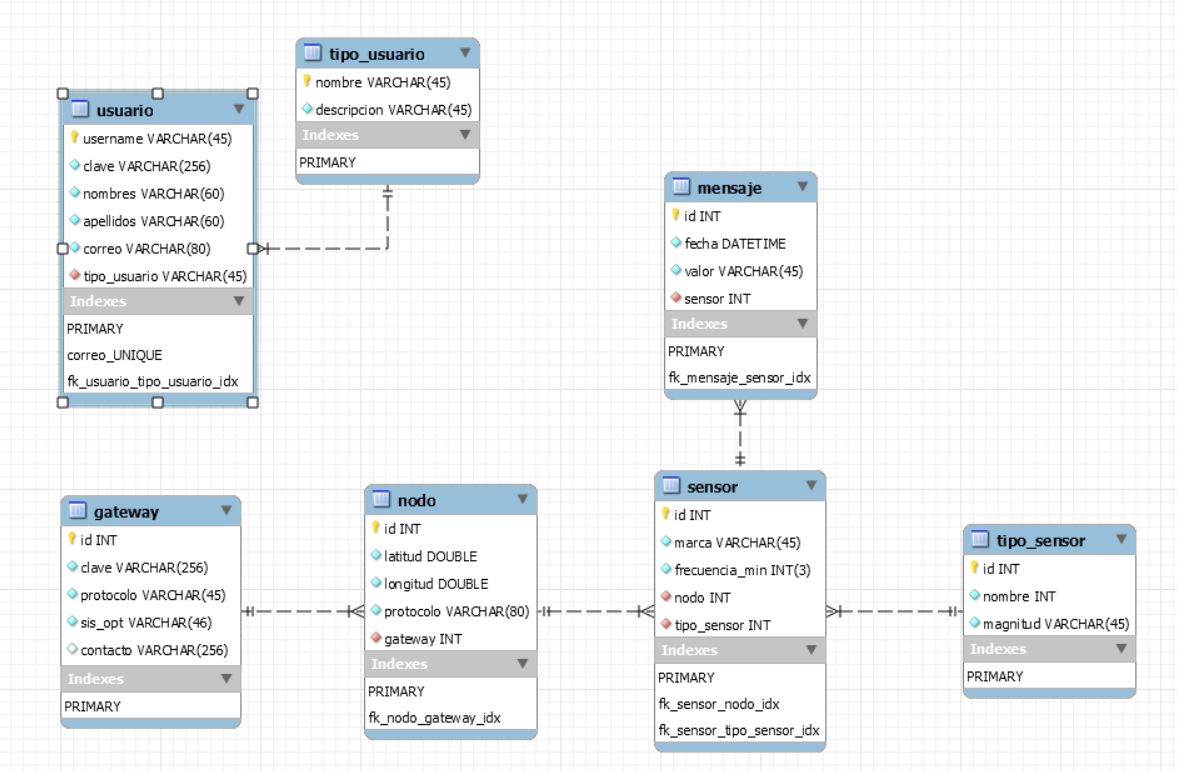 tipo_usuario
nombre VARCHAR(45)
descripcion VARCHAR(45)
Indexes
PRIMARY
usuario
username VARCHAR(45)
clave VARCHAR(256)
nombres VARCHAR(60)
apellidos VARCHAR(60)
correo VARCHAR(80)
tipo_usuario VARCHAR(45)
Indexes
PRIMARY
correo_UNIQUE
fk_usuario_tipo_usuario_idx
mensaje
id INT
fecha DATETIME
valor VARCHAR(45)
sensor INT
Indexes
PRIMARY
fk_mensaje_sensor_idx
gateway
id INT
clave VARCHAR(256)
protocolo VARCHAR(45)
sis_opt VARCHAR(46)
contacto VARCHAR(256)
Indexes
PRIMARY
nodo
id INT
latitud DOUBLE
longitud DOUBLE
protocolo VARCHAR(80)
gateway INT
Indexes
PRIMARY
fk_nodo_gateway_idx
sensor
id INT
marca VARCHAR(45)
frecuencia_min INT(3)
nodo INT
tipo_sensor INT
Indexes
PRIMARY
fk_sensor_nodo_idx
fk_sensor_tipo_sensor_idx
tipo_sensor
id INT
nombre INT
magnitud VARCHAR(45)
Indexes
PRIMARY